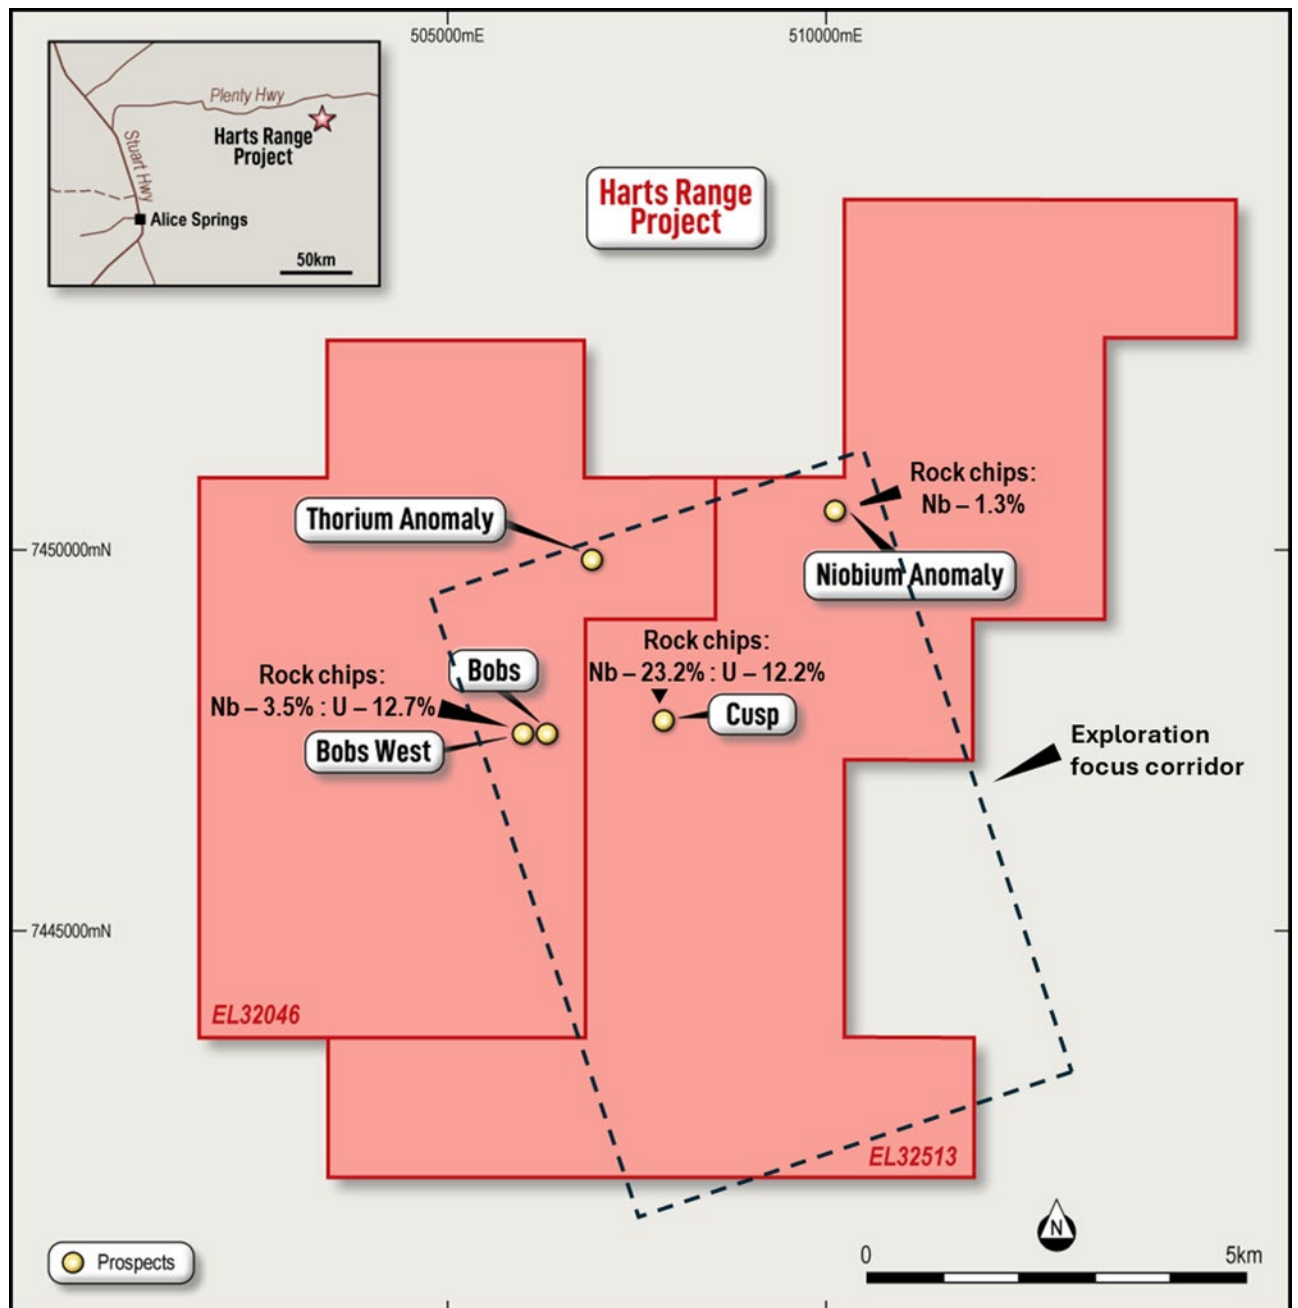 505000mE
510000mE
Plenty Hwy
Harts Range
Project
Stuart Hwy
Alice Springs
50km
Harts Range
Project
Rock chips:
Nb – 1.3%
Thorium Anomaly
7450000mN
Niobium Anomaly
Rock chips:
Nb – 23.2% : U – 12.2%
Bobs
Rock chips:
Nb – 3.5% : U – 12.7%
Cusp
Bobs West
Exploration
focus corridor
7445000mN
EL32046
EL32513
N
Prospects
0
5km